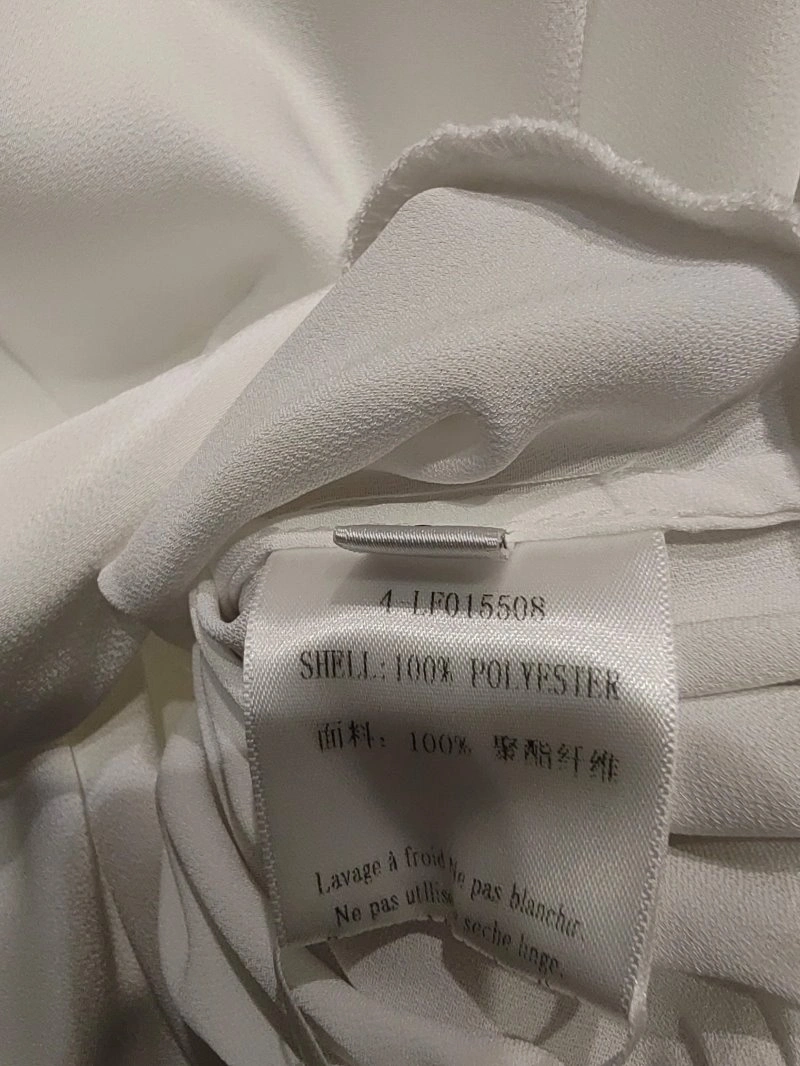 4-LF015508
SHELL: 100% POLYESTER
面料: 100% 聚酯纤维
Lavage à froid Ne pas blanchir.
Ne pas utilise seche linge.